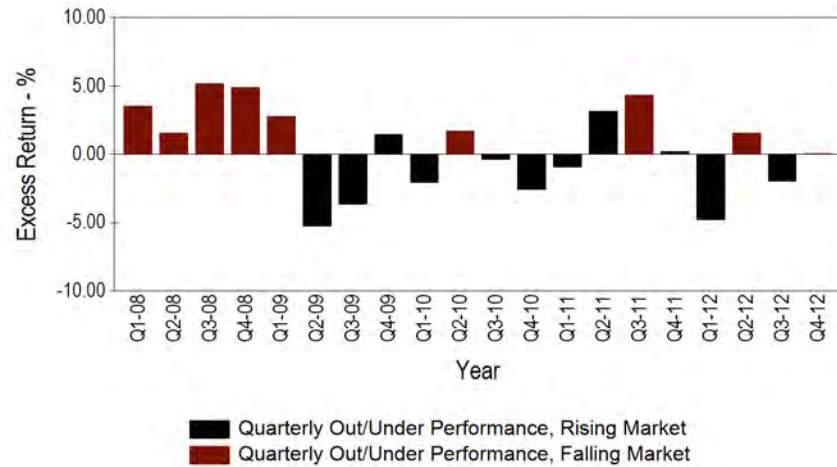 10.00
5.00
0.00
-5.00
-10.00
Excess Return - %
Q1-08 Q2-08 Q3-08 Q4-08 Q1-09 Q2-09 Q3-09 Q4-09 Q1-10 Q2-10 Q3-10 Q4-10 Q1-11 Q2-11 Q3-11 Q4-11 Q1-12 Q2-12 Q3-12 Q4-12
Year
Quarterly Out/Under Performance, Rising Market
Quarterly Out/Under Performance, Falling Market